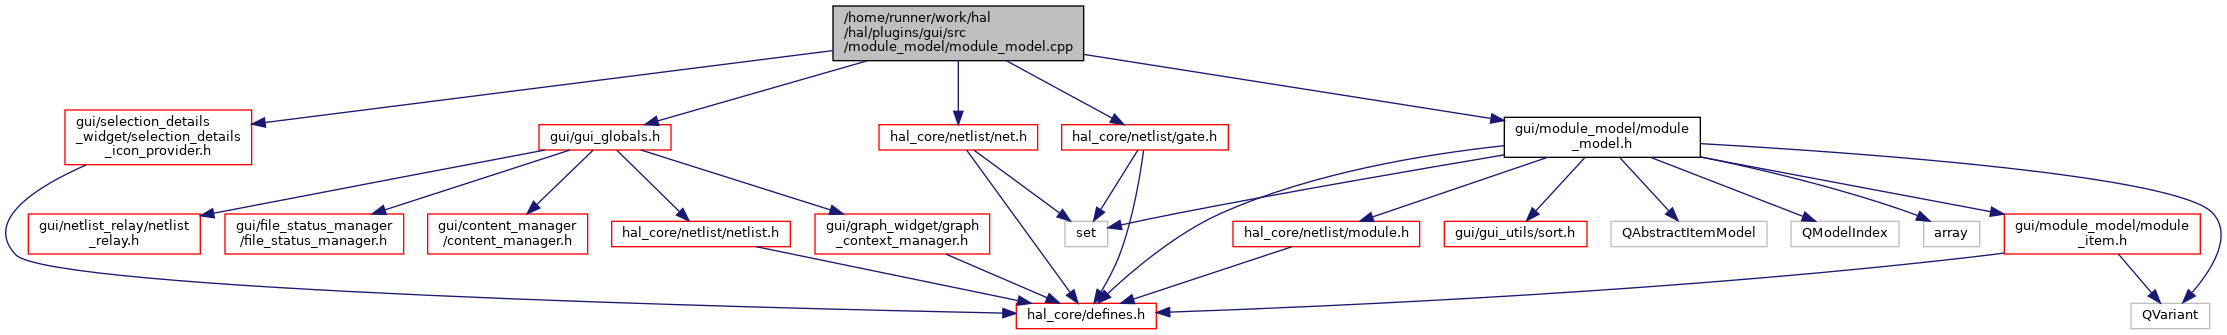 /home/runner/work/hal
/hal/plugins/gui/src
/module_model/module_model.cpp
gui/selection_details
_widget/selection_details
_icon_provider.h
gui/gui_globals.h
hal_core/netlist/net.h
hal_core/netlist/gate.h
gui/module_model/module
_model.h
gui/netlist_relay/netlist
_relay.h
gui/file_status_manager
/file_status_manager.h
gui/content_manager
/content_manager.h
hal_core/netlist/netlist.h
gui/graph_widget/graph
_context_manager.h
set
hal_core/netlist/module.h
gui/gui_utils/sort.h
QAbstractItemModel
QModelIndex
array
gui/module_model/module
_item.h
hal_core/defines.h
QVariant